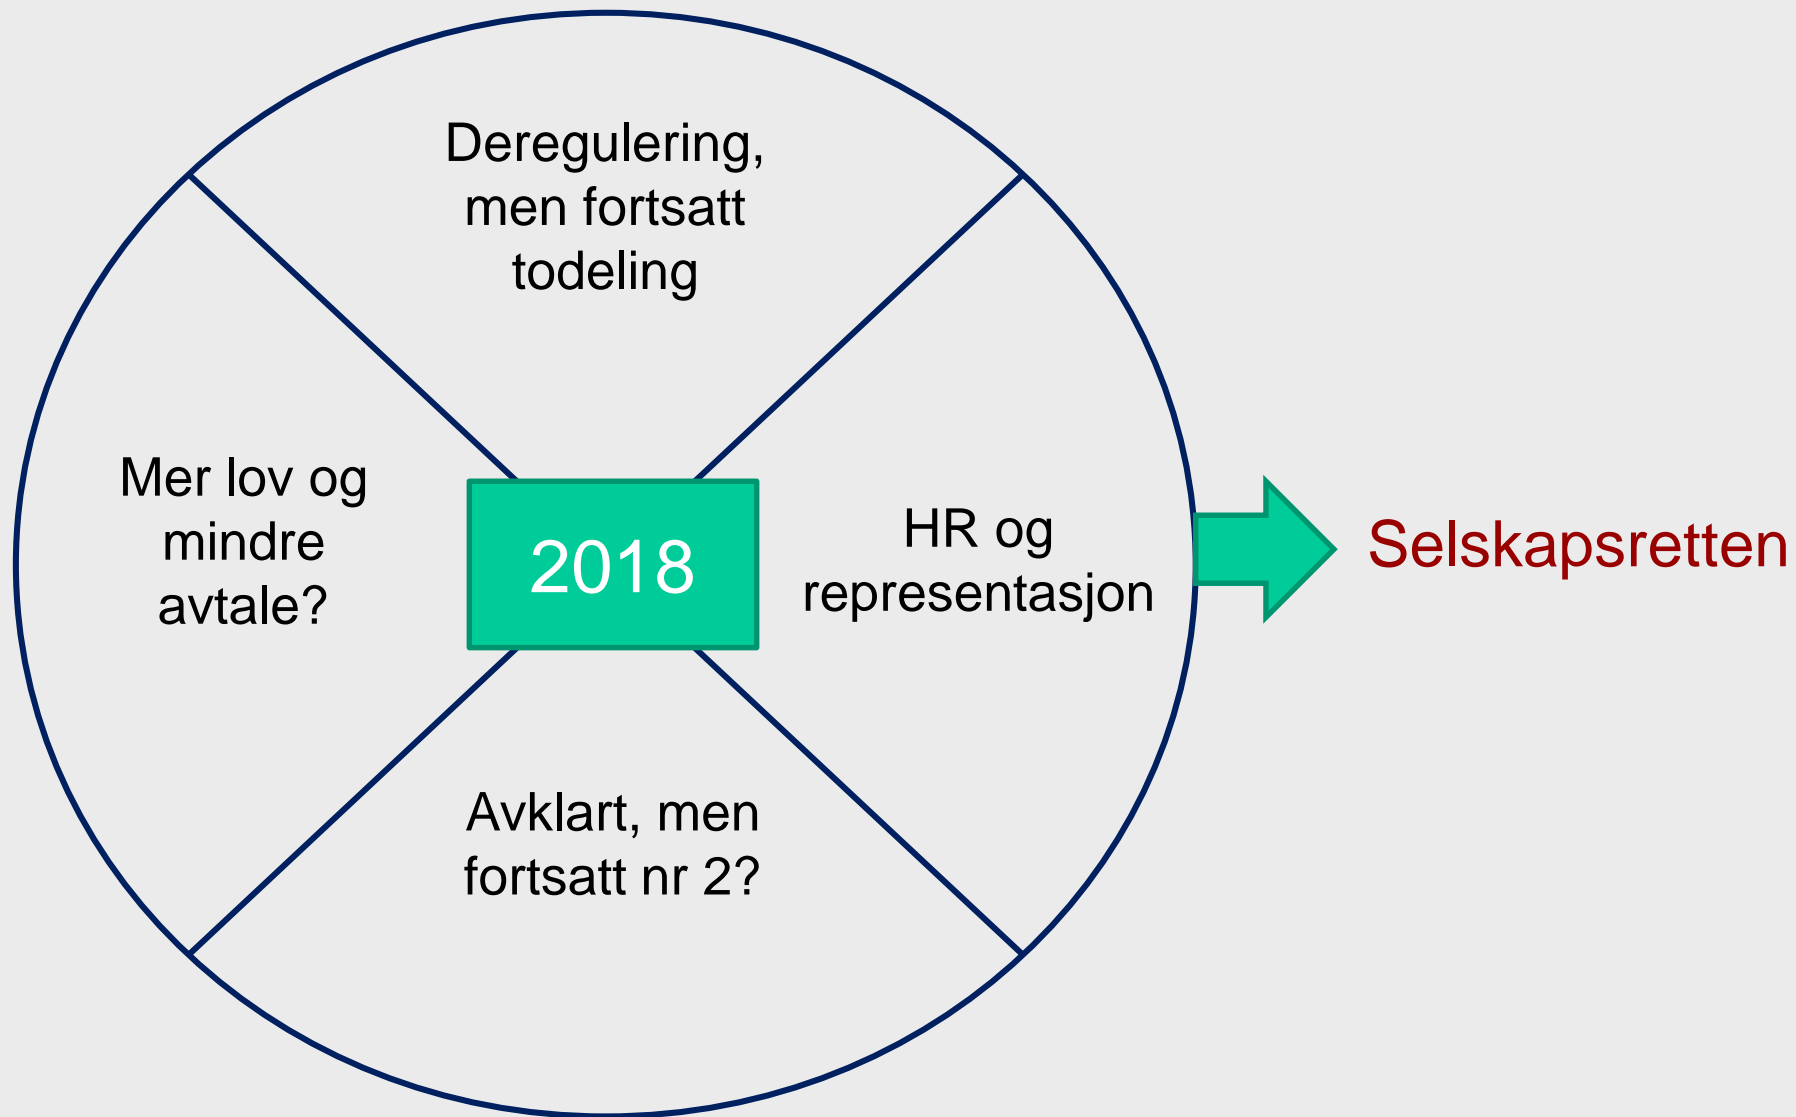 Deregulering,
men fortsatt
todeling
Mer lov og
mindre
avtale?
2018
HR og
representasjon
Selskapsretten
Avklart, men
fortsatt nr 2?